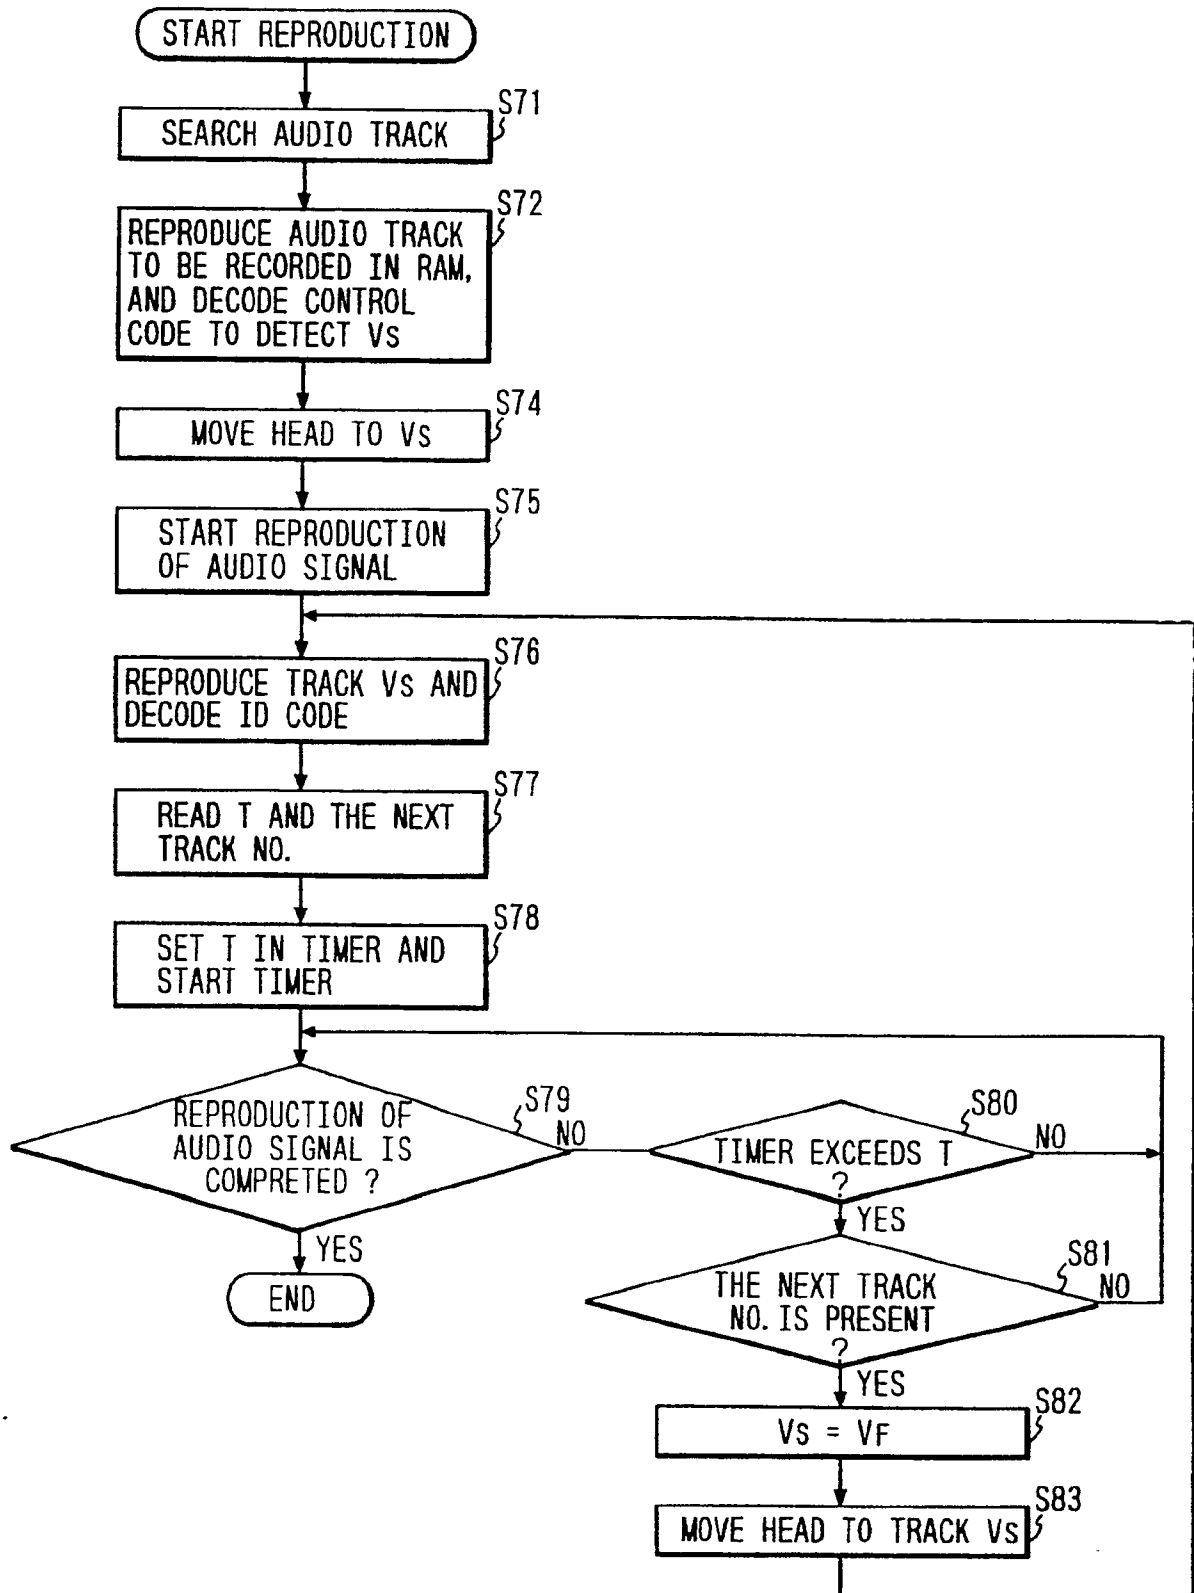 START REPRODUCTION
S71
SEARCH AUDIO TRACK
S72
REPRODUCE AUDIO TRACK
TO BE RECORDED IN RAM,
AND DECODE CONTROL
CODE TO DETECT Vs
S74
MOVE HEAD TO Vs
S75
START REPRODUCTION
OF AUDIO SIGNAL
S76
REPRODUCE TRACK Vs AND
DECODE ID CODE
S77
READ T AND THE NEXT
TRACK NO.
S78
SET T IN TIMER AND
START TIMER
S79
REPRODUCTION OF
AUDIO SIGNAL IS
COMPRETED ?
NO
YES
END
S80
TIMER EXCEEDS T
?
NO
YES
S81
THE NEXT TRACK
NO. IS PRESENT
?
NO
YES
S82
Vs = VF
S83
MOVE HEAD TO TRACK Vs